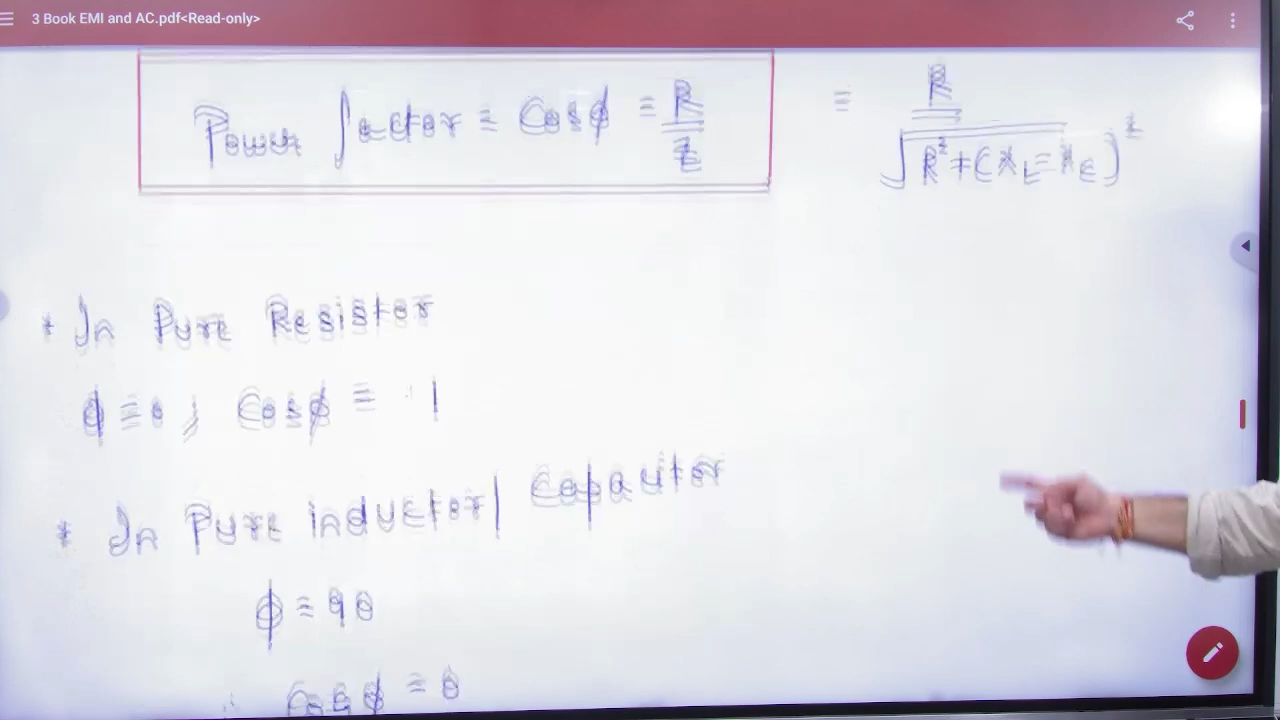 3 Book EMI and AC.pdf<Read-only>
Power factor = Cosϕ = R/Z = R/√R²+(X_L-X_C)²
* In Pure Resistor
ϕ=0, Cosϕ = 1
* In Pure inductor| Capacitor
ϕ = 90
∴ Cosϕ = 0